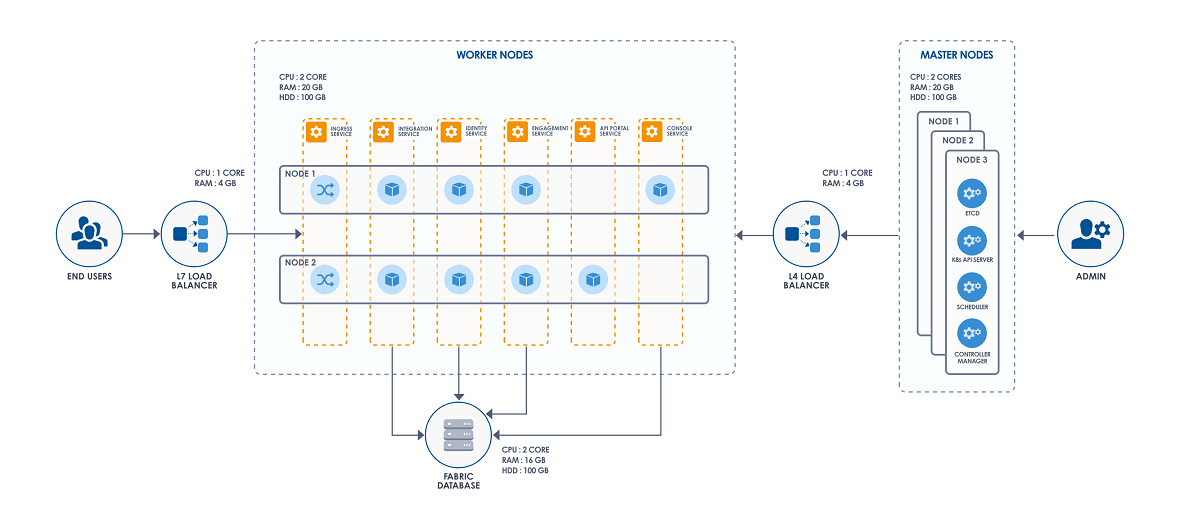 WORKER NODES
CPU : 2 CORE
RAM : 20 GB
HDD : 100 GB
INGRESS
SERVICE
INTEGRATION
SERVICE
IDENTITY
SERVICE
ENGAGEMENT
SERVICE
API PORTAL
SERVICE
CONSOLE
SERVICE
NODE 1
NODE 2
CPU : 1 CORE
RAM : 4 GB
END USERS
L7 LOAD
BALANCER
FABRIC
DATABASE
CPU : 2 CORE
RAM : 16 GB
HDD : 100 GB
CPU : 1 CORE
RAM : 4 GB
L4 LOAD
BALANCER
MASTER NODES
CPU : 2 CORES
RAM : 20 GB
HDD : 100 GB
NODE 1
NODE 2
NODE 3
ETCD
K8s API SERVER
SCHEDULER
CONTROLLER
MANAGER
ADMIN